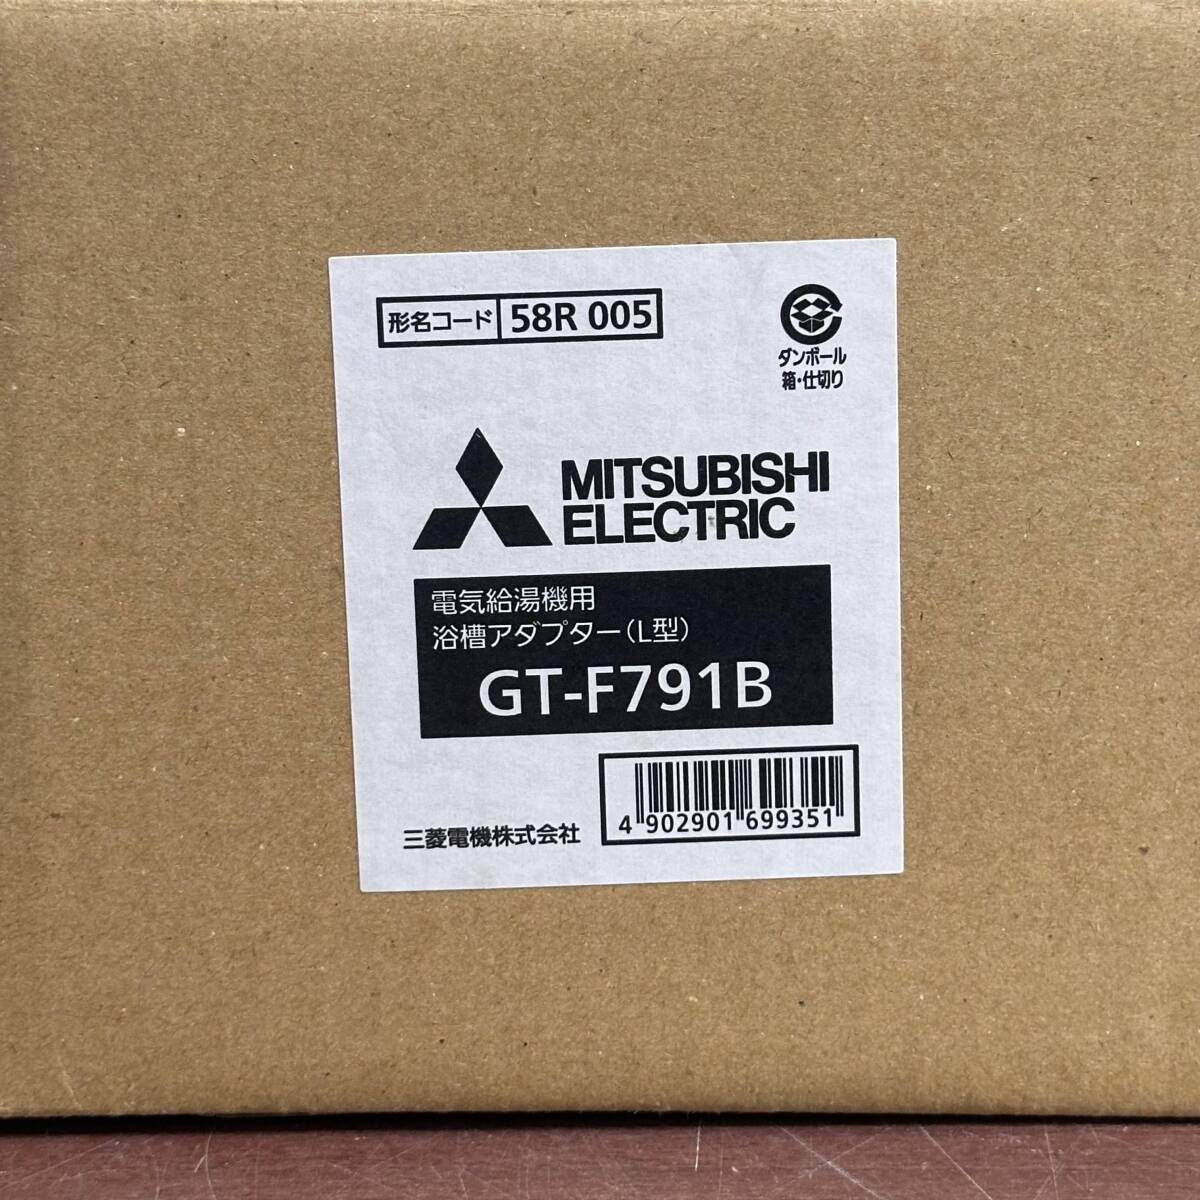 形名コード 58R 005
ダンボール
箱・仕切り
MITSUBISHI
ELECTRIC
電気給湯機用
浴槽アダプター(L型)
GT-F791B
4 902901 699351
三菱電機株式会社